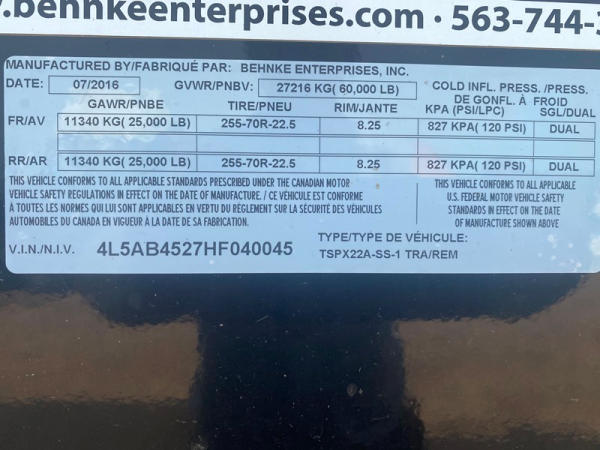 .behnkeenterprises.com · 563-744-
MANUFACTURED BY/FABRIQUÉ PAR: BEHNKE ENTERPRISES, INC.
DATE: 07/2016 GVWR/PNBV: 27216 KG( 60,000 LB) COLD INFL. PRESS. /PRESS.
DE GONFL. À FROID
GAWR/PNBE TIRE/PNEU RIM/JANTE KPA (PSI/LPC) SGL/DUAL
FR/AV 11340 KG( 25,000 LB) 255-70R-22.5 8.25 827 KPA( 120 PSI) DUAL
RR/AR 11340 KG( 25,000 LB) 255-70R-22.5 8.25 827 KPA( 120 PSI) DUAL
THIS VEHICLE CONFORMS TO ALL APPLICABLE STANDARDS PRESCRIBED UNDER THE CANADIAN MOTOR
VEHICLE SAFETY REGULATIONS IN EFFECT ON THE DATE OF MANUFACTURE. / CE VÉHICULE EST CONFORME
À TOUTES LES NORMES QUI LUI SONT APPLICABLES EN VERTU DU RÈGLEMENT SUR LA SÉCURITÉ DES VÉHICULES
AUTOMOBILES DU CANADA EN VIGUEUR À LA DATE DE SA FABRICATION.
THIS VEHICLE CONFORMS TO ALL APPLICABLE
U.S. FEDERAL MOTOR VEHICLE SAFETY
STANDARDS IN EFFECT ON THE DATE
OF MANUFACTURE SHOWN ABOVE
V.I.N./N.I.V. 4L5AB4527HF040045
TYPE/TYPE DE VÉHICULE:
TSPX22A-SS-1 TRA/REM